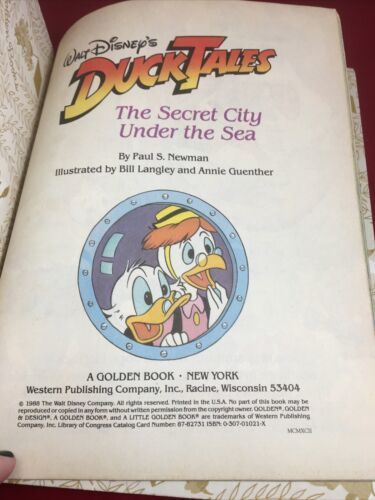 Walt Disney's
DuckTales
The Secret City
Under the Sea
By Paul S. Newman
Illustrated by Bill Langley and Annie Guenther
A GOLDEN BOOK • NEW YORK
Western Publishing Company, Inc., Racine, Wisconsin 53404
© 1988 The Walt Disney Company. All rights reserved. Printed in the U.S.A. No part of this book may be
reproduced or copied in any form without written permission from the copyright owner. GOLDEN®, GOLDEN
& DESIGN®, A GOLDEN BOOK®, and A LITTLE GOLDEN BOOK® are trademarks of Western Publishing
Company, Inc. Library of Congress Catalog Card Number: 87-82731 ISBN: 0-307-01021-X
MCMXCII